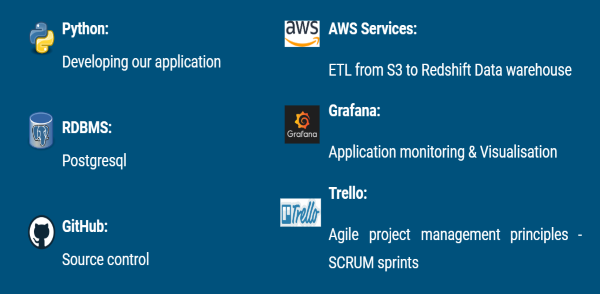 Python:
Developing our application
RDBMS:
Postgresql
GitHub:
Source control
aws
AWS Services:
ETL from S3 to Redshift Data warehouse
Grafana
Grafana:
Application monitoring & Visualisation
Trello
Trello:
Agile project management principles -
SCRUM sprints